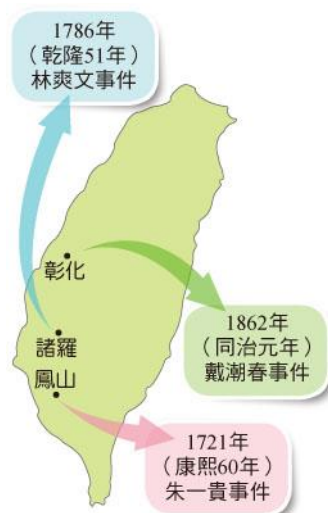 1786年
（乾隆51年）
林爽文事件
彰化
1862年
（同治元年）
戴潮春事件
諸羅
鳳山
1721年
（康熙60年）
朱一貴事件